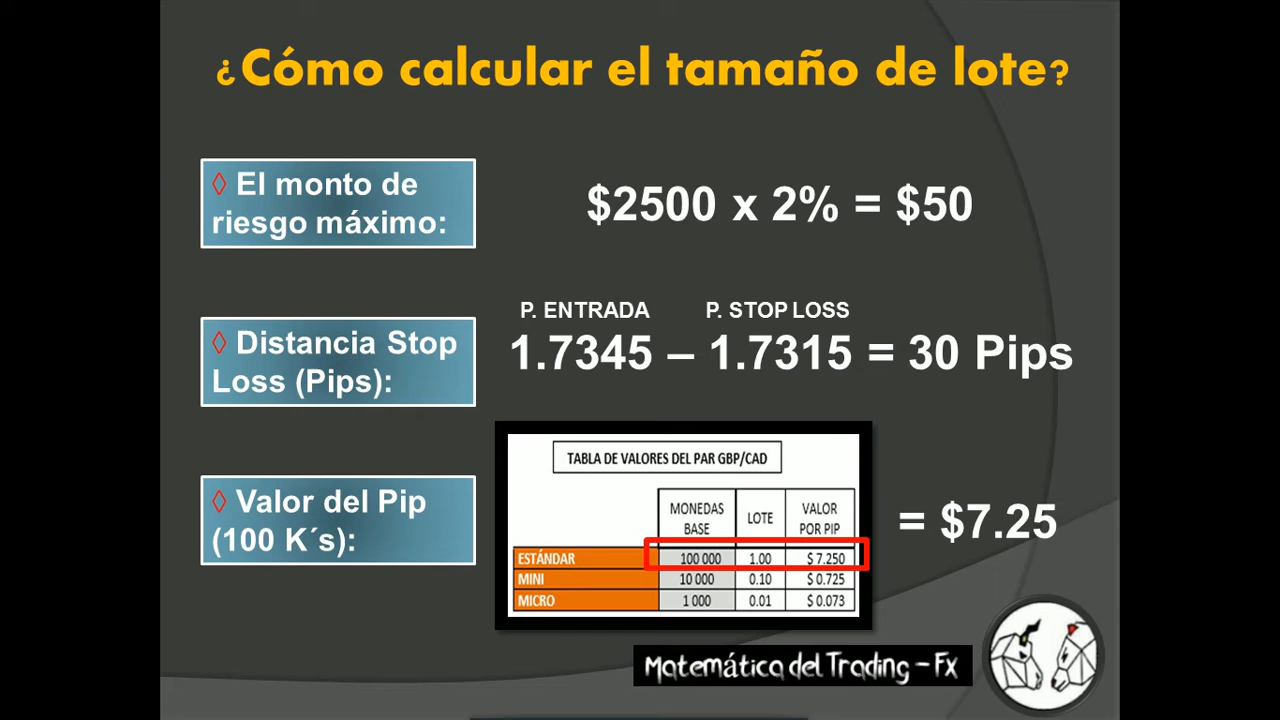 ¿Cómo calcular el tamaño de lote?
◊ El monto de
riesgo máximo:
$2500 x 2% = $50
P. ENTRADA P. STOP LOSS
◊ Distancia Stop
Loss (Pips):
1.7345 – 1.7315 = 30 Pips
◊ Valor del Pip
(100 K´s):
TABLA DE VALORES DEL PAR GBP/CAD
MONEDAS
BASE
LOTE
VALOR
POR PIP
ESTÁNDAR 100 000 1.00 $ 7.250
MINI 10 000 0.10 $ 0.725
MICRO 1 000 0.01 $ 0.073
= $7.25
Matemática del Trading – Fx